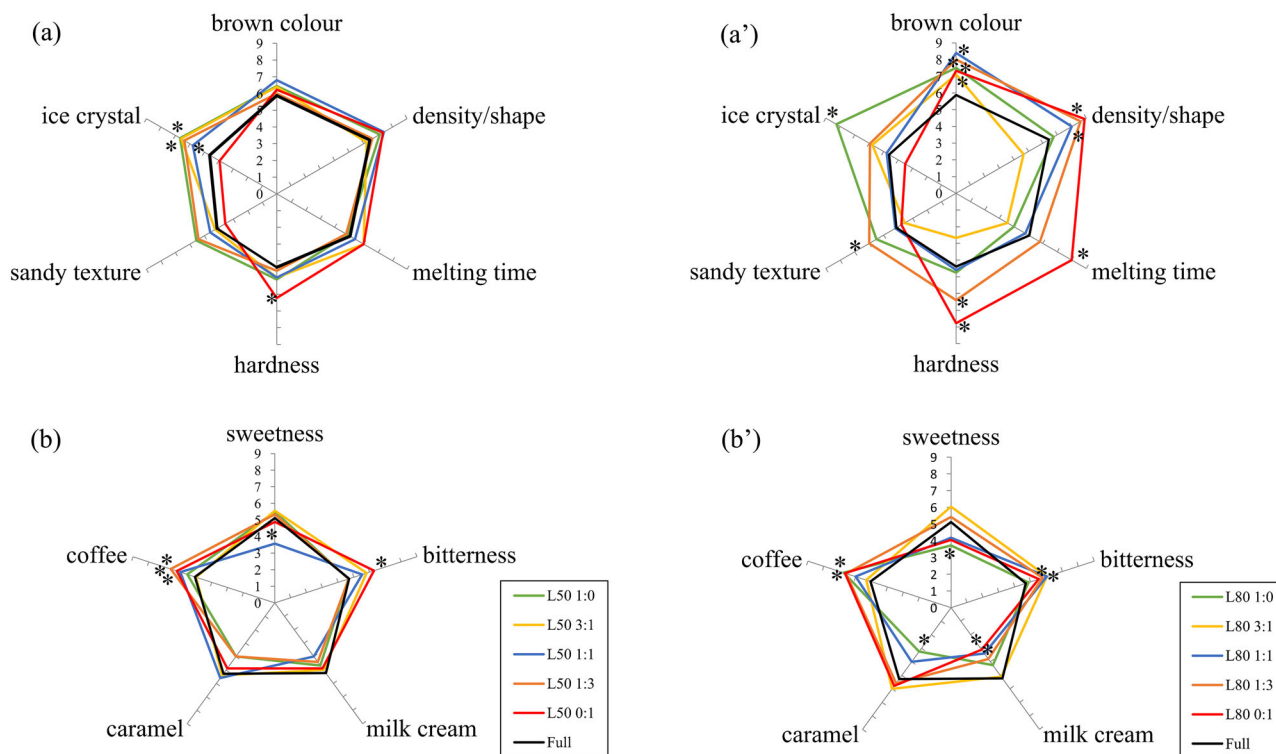 (a)
brown colour
9
8
7
6
5
4
3
2
1
0
ice crystal
*
*
*
density/shape
sandy texture
melting time
*
hardness
(a’)
brown colour
9
8
7
6
5
4
3
2
1
0
*
* *
*
ice crystal *
* density/shape
*
sandy texture *
melting time *
*
*
hardness
(b)
sweetness
9
8
7
6
5
4
3
2
1
0
*
coffee *
* *
bitterness
*
caramel
milk cream
L50 1:0
L50 3:1
L50 1:1
L50 1:3
L50 0:1
Full
(b’)
sweetness
9
8
7
6
5
4
3
2
1
0
*
coffee *
*
bitterness
* *
*
*
*
caramel
milk cream
L80 1:0
L80 3:1
L80 1:1
L80 1:3
L80 0:1
Full